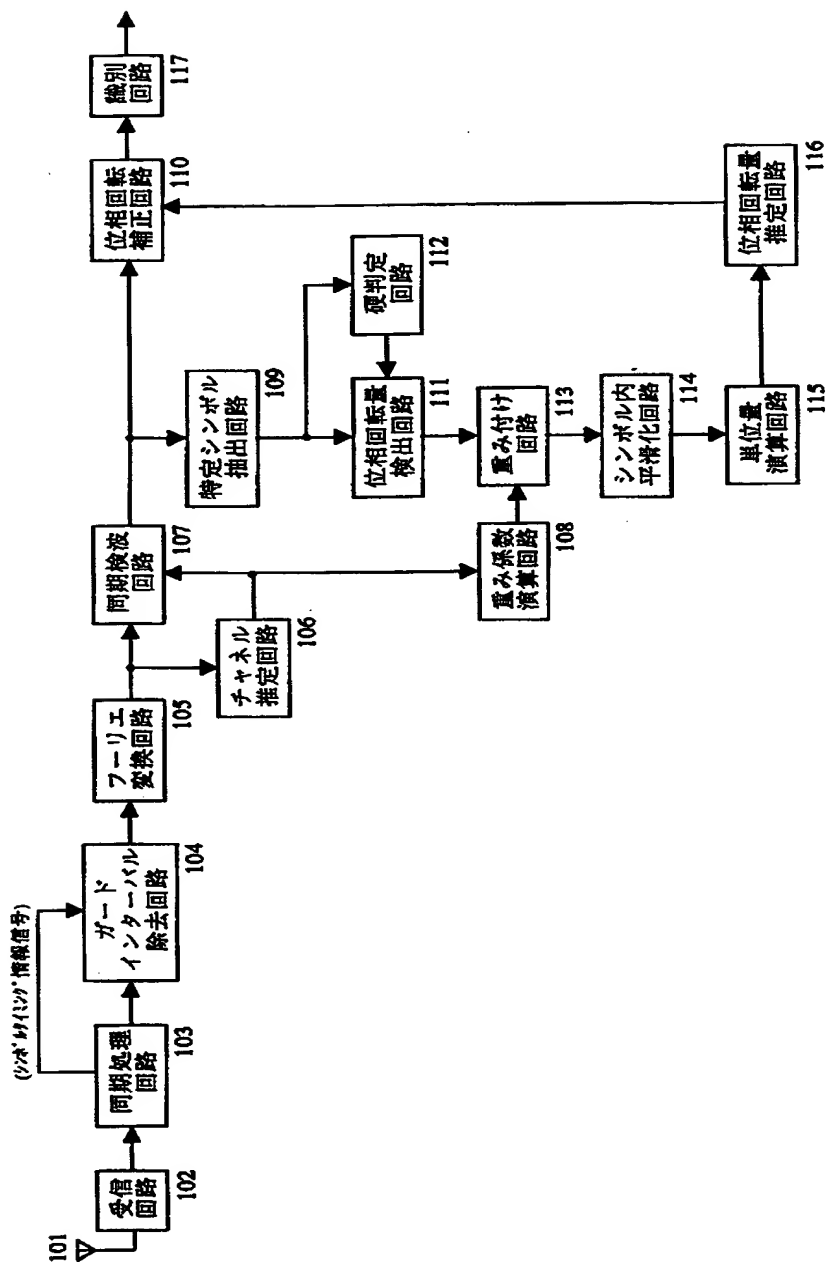 101
受信
回路
102
同期処理
回路
103
(シンボルタイミング情報信号)
ガード
インターバル
除去回路
104
フーリエ
変換回路
105
チャネル
推定回路
106
同期検波
回路
107
重み係数
演算回路
108
特定シンボル
抽出回路
109
位相回転
補正回路
110
位相回転量
検出回路
111
硬判定
回路
112
重み付け
回路
113
シンボル内
平滑化回路
114
単位量
演算回路
115
位相回転量
推定回路
116
識別
回路
117